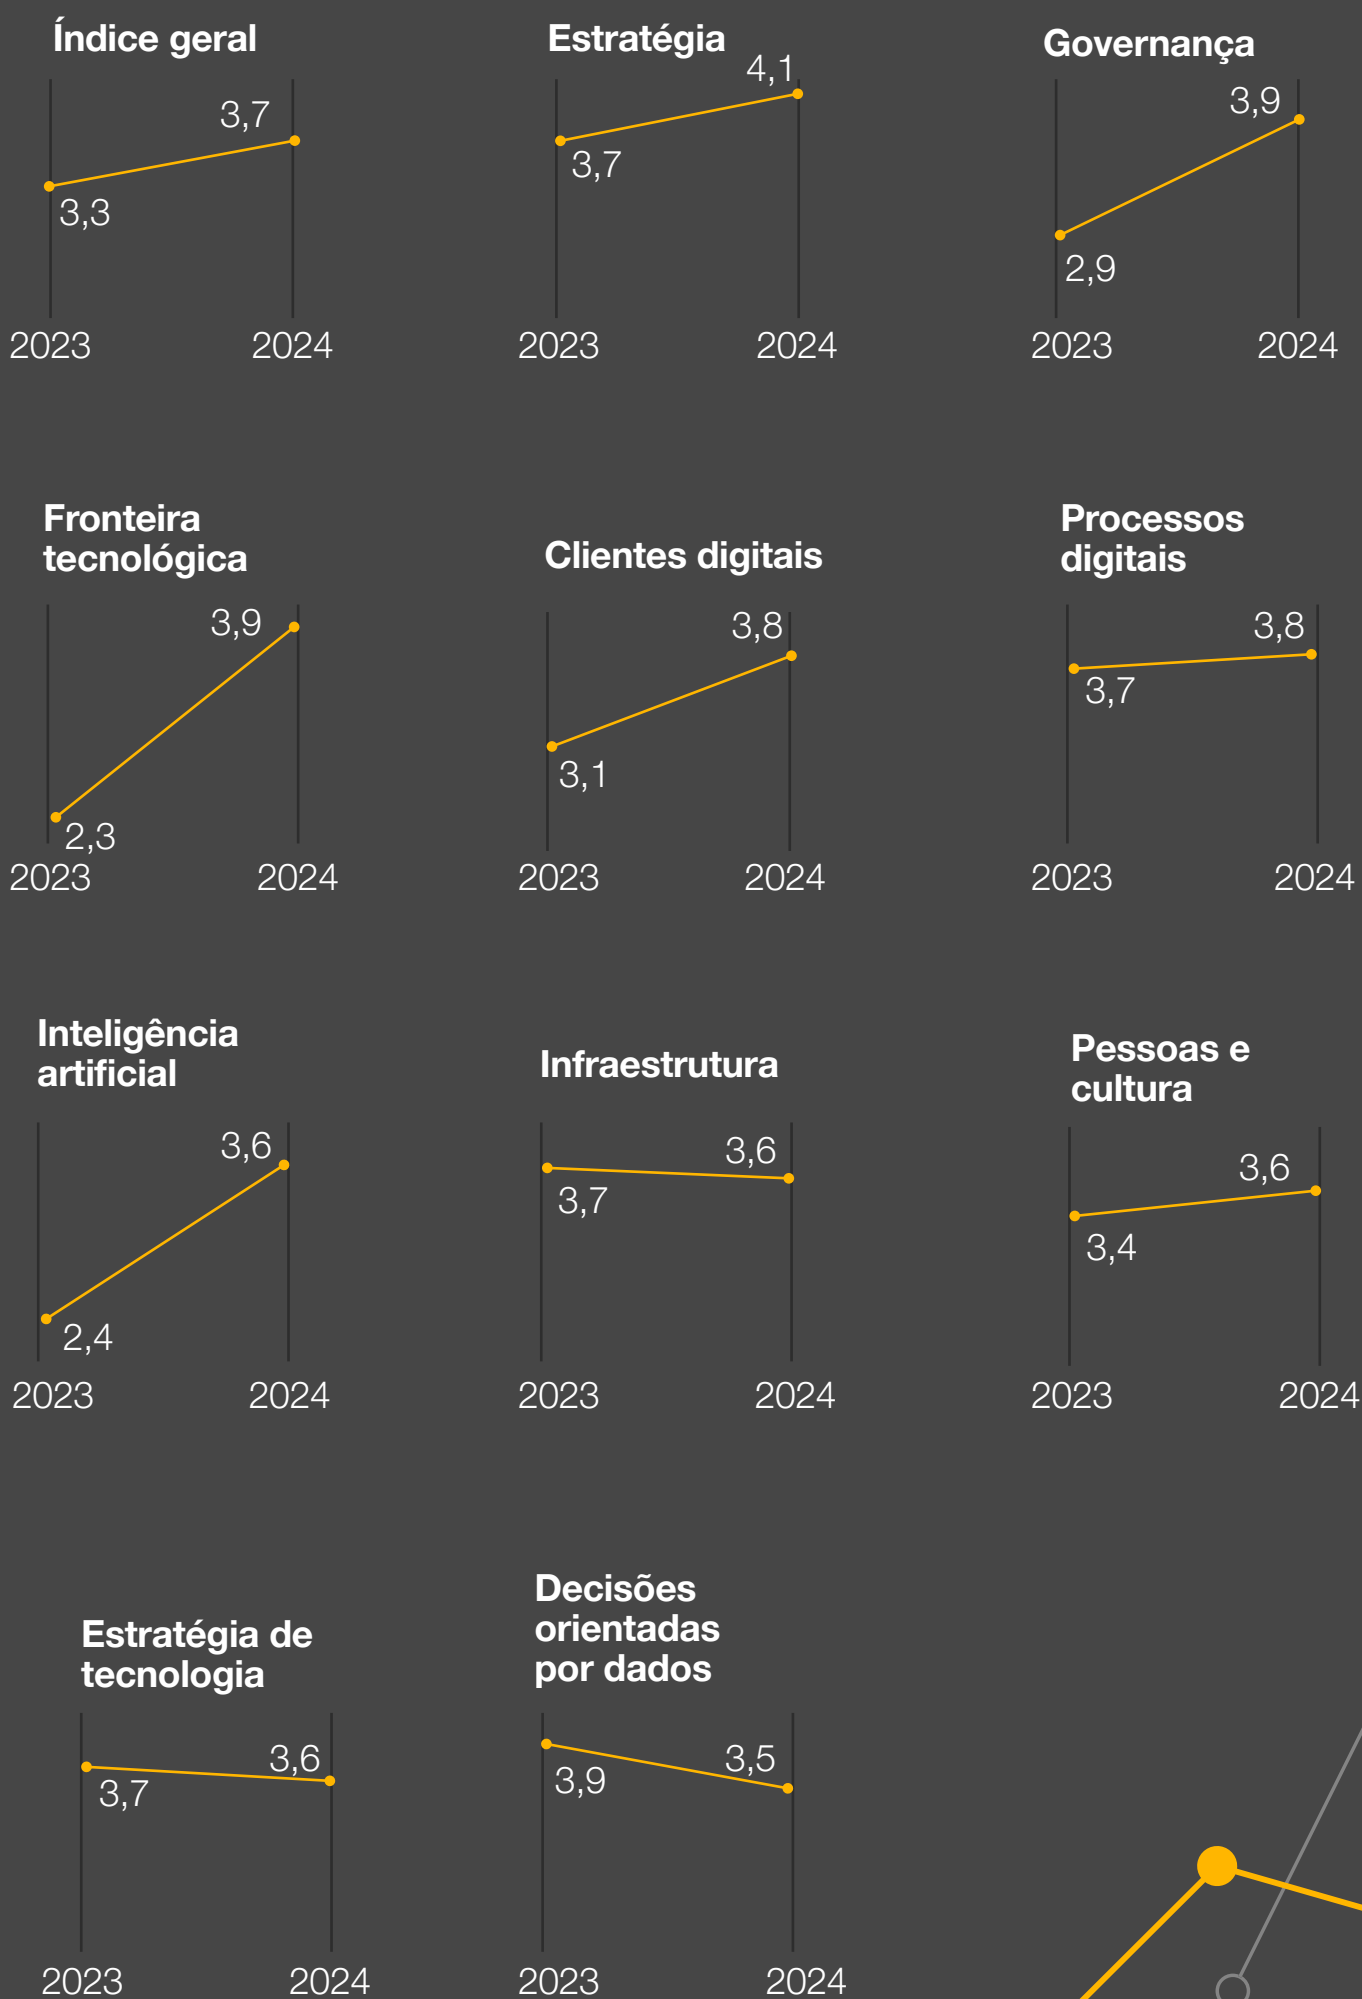 Índice geral
3,7
3,3
2023 2024
Estratégia
4,1
3,7
2023 2024
Governança
3,9
2,9
2023 2024
Fronteira
tecnológica
3,9
2,3
2023 2024
Clientes digitais
3,8
3,1
2023 2024
Processos
digitais
3,8
3,7
2023 2024
Inteligência
artificial
3,6
2,4
2023 2024
Infraestrutura
3,6
3,7
2023 2024
Pessoas e
cultura
3,6
3,4
2023 2024
Estratégia de
tecnologia
3,6
3,7
2023 2024
Decisões
orientadas
por dados
3,5
3,9
2023 2024